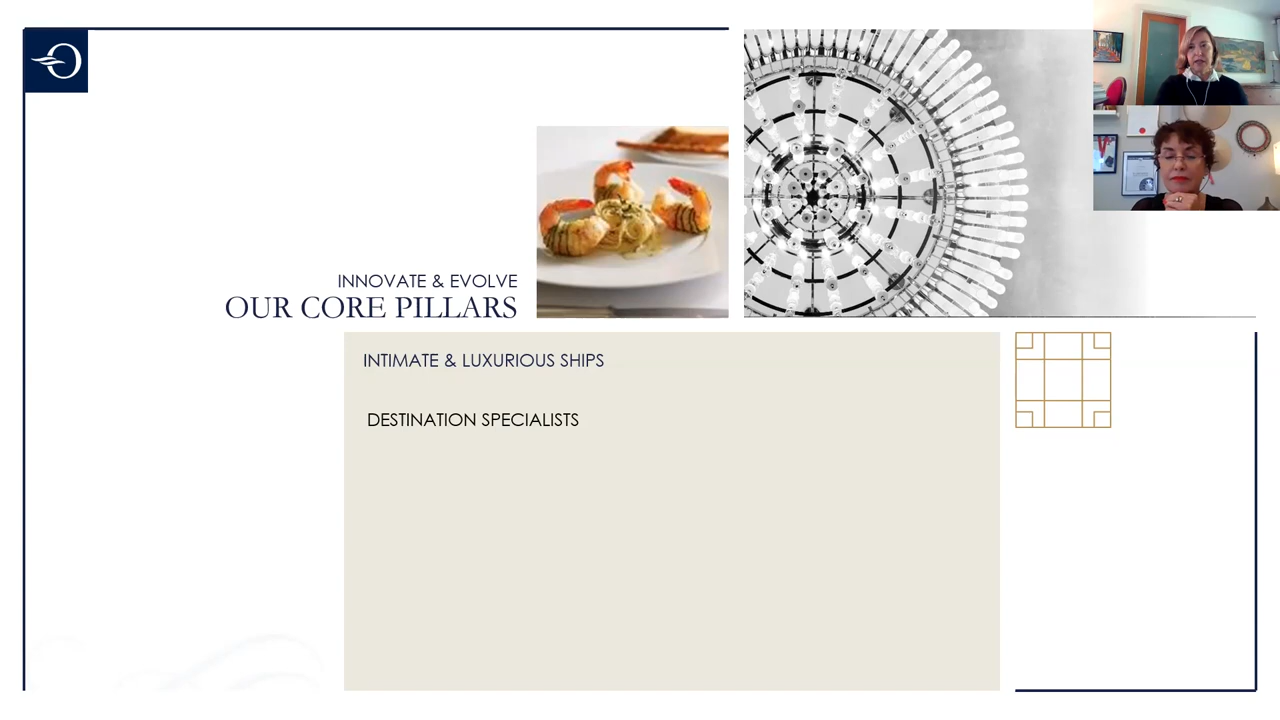 INNOVATE & EVOLVE
OUR CORE PILLARS
INTIMATE & LUXURIOUS SHIPS
DESTINATION SPECIALISTS